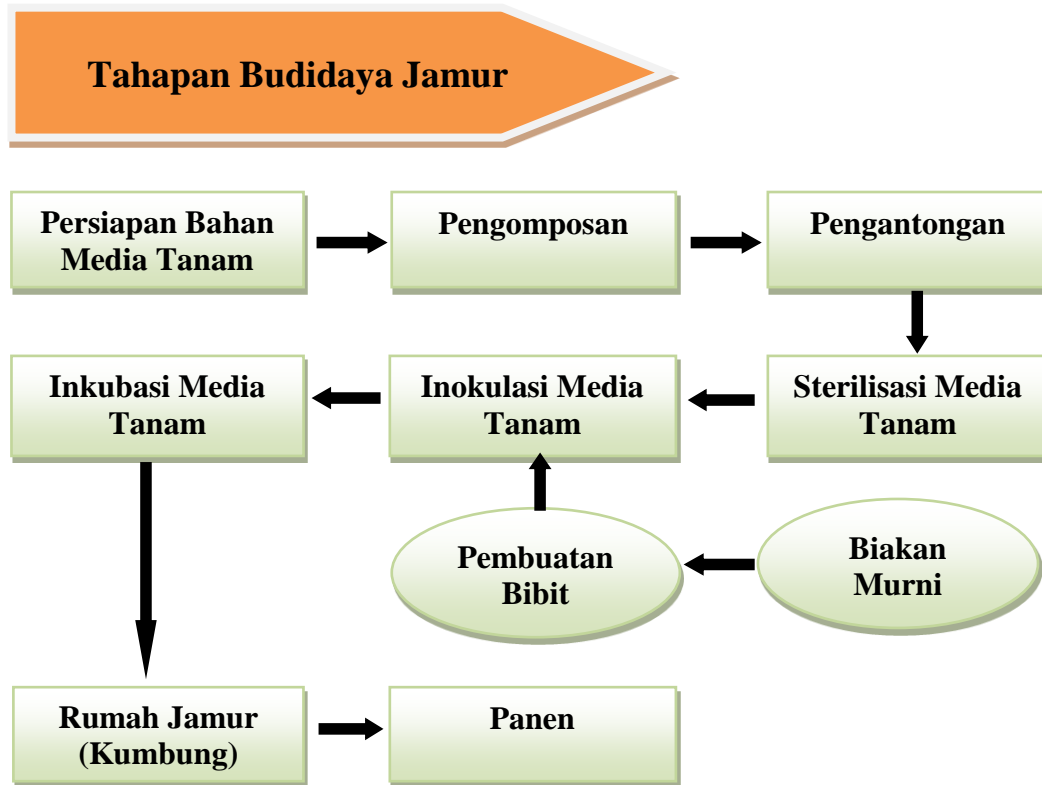 Tahapan Budidaya Jamur
Persiapan Bahan
Media Tanam
Pengomposan
Pengantongan
Inkubasi Media
Tanam
Inokulasi Media
Tanam
Sterilisasi Media
Tanam
Pembuatan
Bibit
Biakan
Murni
Rumah Jamur
(Kumbung)
Panen